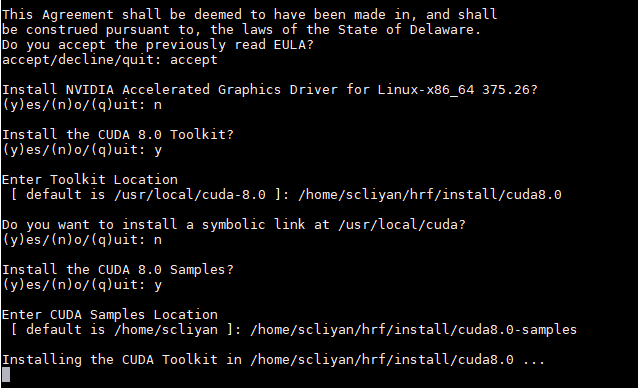 This Agreement shall be deemed to have been made in, and shall
be construed pursuant to, the laws of the State of Delaware.
Do you accept the previously read EULA?
accept/decline/quit: accept
Install NVIDIA Accelerated Graphics Driver for Linux-x86_64 375.26?
(y)es/(n)o/(q)uit: n
Install the CUDA 8.0 Toolkit?
(y)es/(n)o/(q)uit: y
Enter Toolkit Location
 [ default is /usr/local/cuda-8.0 ]: /home/scliyan/hrf/install/cuda8.0
Do you want to install a symbolic link at /usr/local/cuda?
(y)es/(n)o/(q)uit: n
Install the CUDA 8.0 Samples?
(y)es/(n)o/(q)uit: y
Enter CUDA Samples Location
 [ default is /home/scliyan ]: /home/scliyan/hrf/install/cuda8.0-samples
Installing the CUDA Toolkit in /home/scliyan/hrf/install/cuda8.0 ...